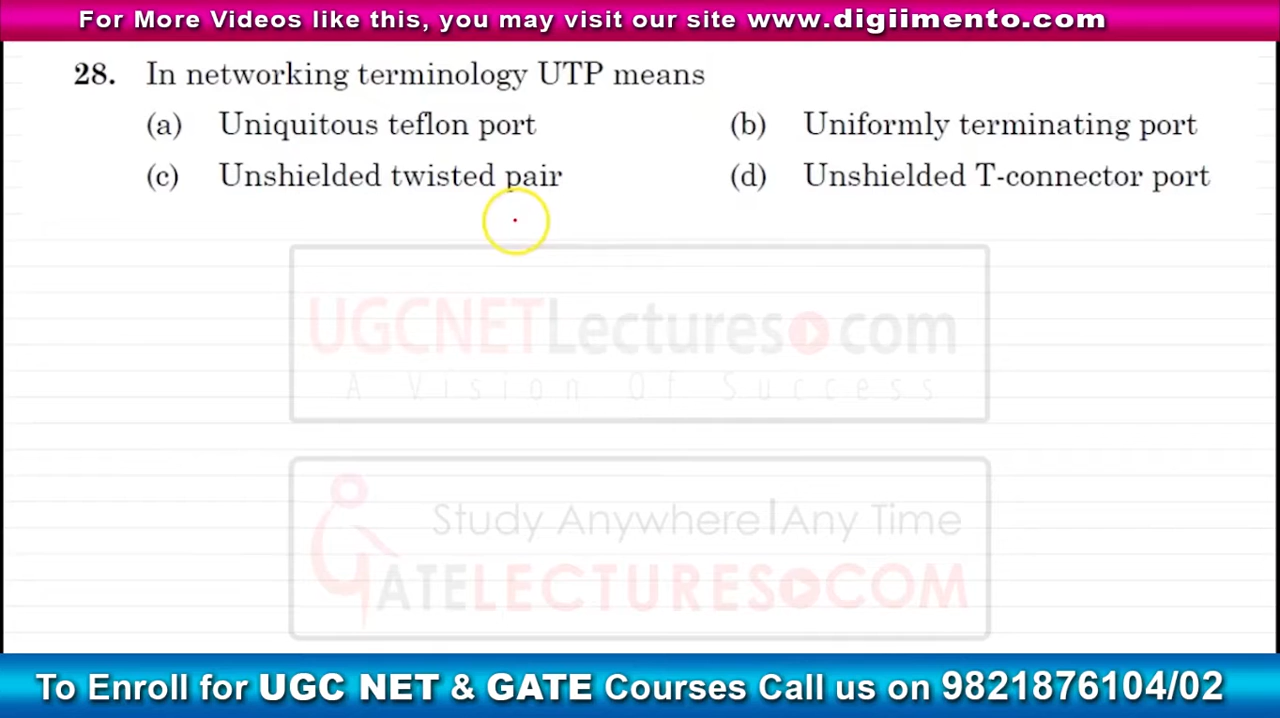 For More Videos like this, you may visit our site www.digiimento.com
28. In networking terminology UTP means
(a) Uniquitous teflon port (b) Uniformly terminating port
(c) Unshielded twisted pair (d) Unshielded T-connector port
UGCNETLectures.com
A Vision Of Success
Study Anywhere|Any Time
GATELECTURES.COM
To Enroll for UGC NET & GATE Courses Call us on 9821876104/02